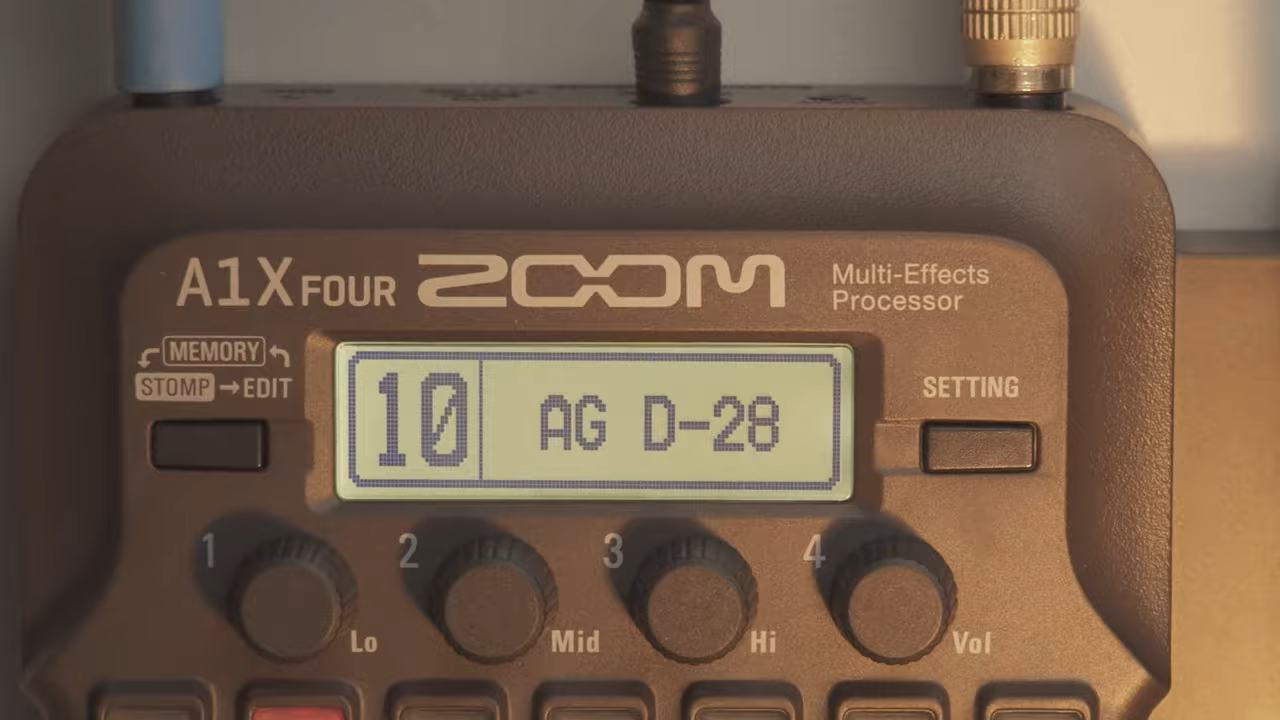 A1X FOUR ZOOM
Multi-Effects
Processor
MEMORY
STOMP → EDIT
10 AG D-28
SETTING
1 2 3 4
Lo Mid Hi Vol